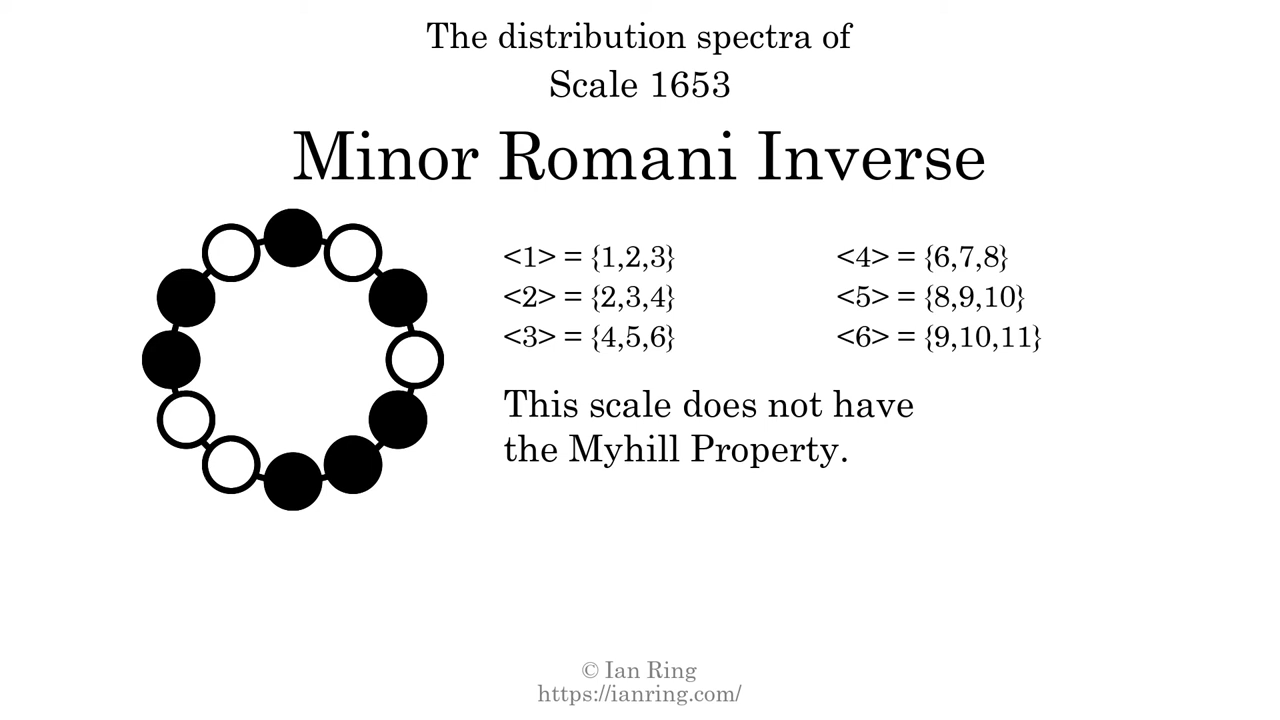 The distribution spectra of
Scale 1653
Minor Romani Inverse
<1> = {1,2,3}
<2> = {2,3,4}
<3> = {4,5,6}
<4> = {6,7,8}
<5> = {8,9,10}
<6> = {9,10,11}
This scale does not have
the Myhill Property.
© Ian Ring
https://ianring.com/